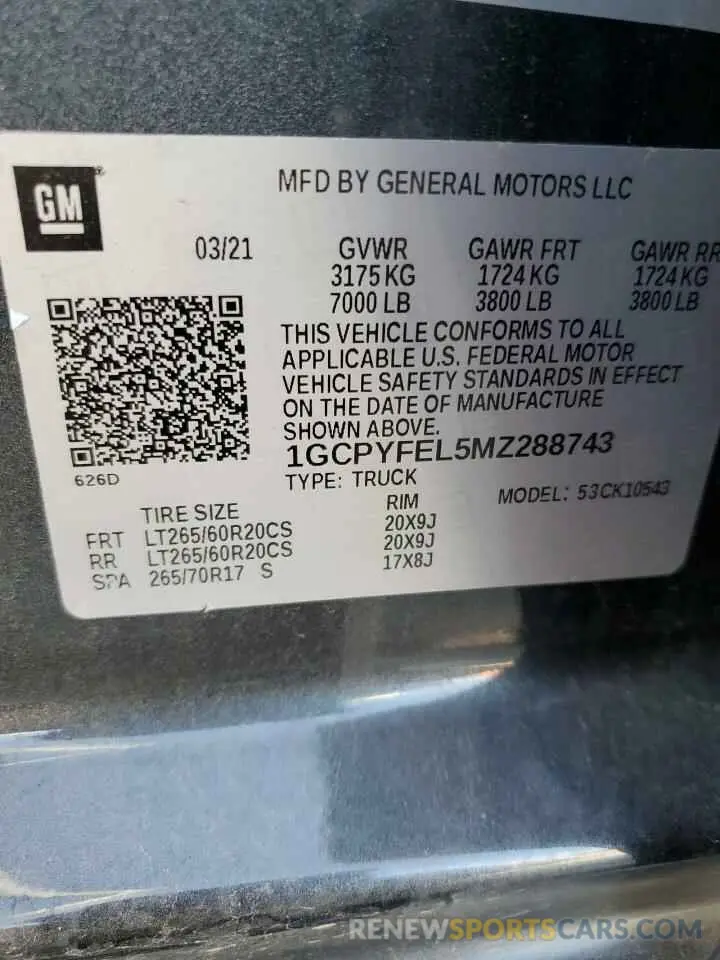 GM
MFD BY GENERAL MOTORS LLC
03/21 GVWR GAWR FRT GAWR RR
3175 KG 1724 KG 1724 KG
7000 LB 3800 LB 3800 LB
THIS VEHICLE CONFORMS TO ALL
APPLICABLE U.S. FEDERAL MOTOR
VEHICLE SAFETY STANDARDS IN EFFECT
ON THE DATE OF MANUFACTURE
SHOWN ABOVE.
1GCPYFEL5MZ288743
626D
TYPE: TRUCK MODEL: 53CK10543
TIRE SIZE RIM
FRT LT265/60R20CS 20X9J
RR LT265/60R20CS 20X9J
SPA 265/70R17 S 17X8J
RENEWSPORTSCARS.COM